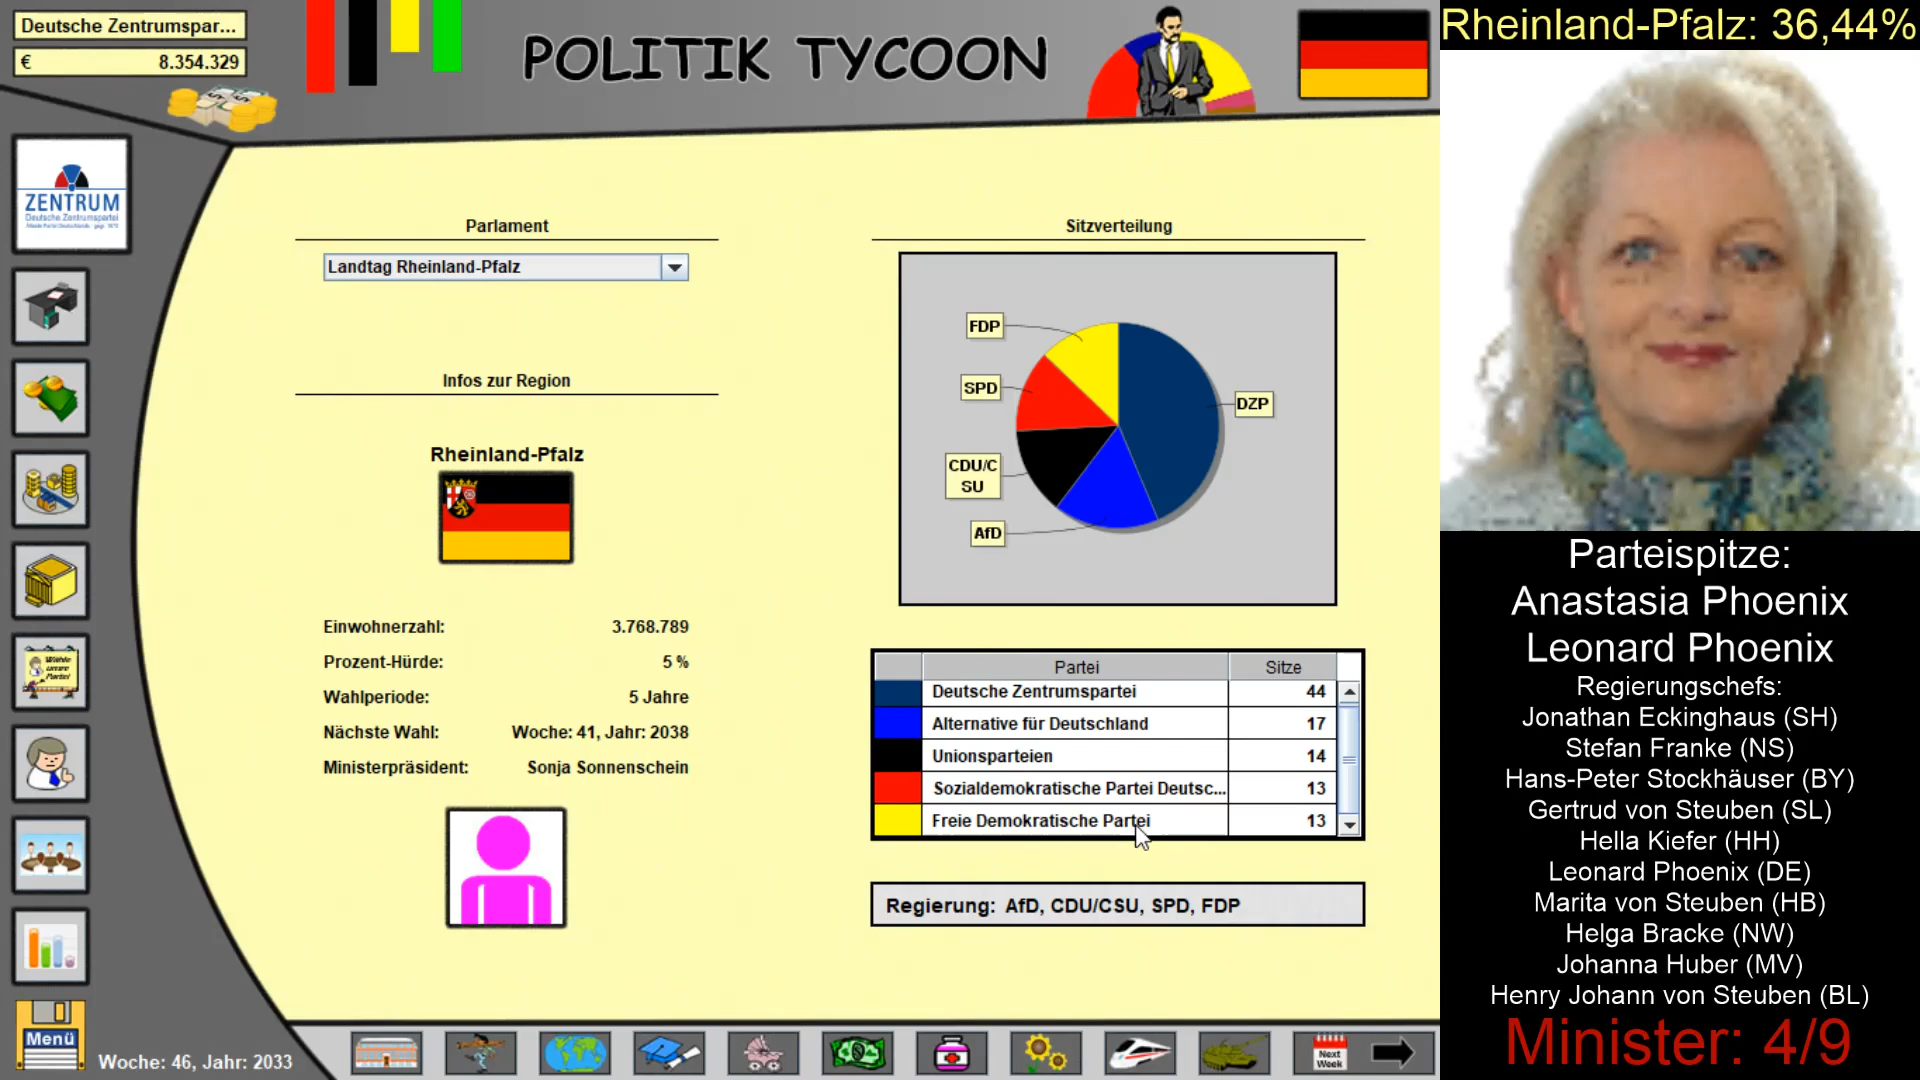 Deutsche Zentrumspar...
€ 8.354.329
POLITIK TYCOON
Rheinland-Pfalz: 36,44%
ZENTRUM
Deutsche Zentrumspartei
Parlament
Landtag Rheinland-Pfalz
Infos zur Region
Rheinland-Pfalz
Einwohnerzahl: 3.768.789
Prozent-Hürde: 5 %
Wahlperiode: 5 Jahre
Nächste Wahl: Woche: 41, Jahr: 2038
Ministerpräsident: Sonja Sonnenschein
Sitzverteilung
FDP
SPD
CDU/C
SU
AfD
DZP
Partei Sitze
Deutsche Zentrumspartei 44
Alternative für Deutschland 17
Unionsparteien 14
Sozialdemokratische Partei Deutsc... 13
Freie Demokratische Partei 13
Regierung: AfD, CDU/CSU, SPD, FDP
Wähle
unsre
Partei!
Menü
Woche: 46, Jahr: 2033
Next
Week
Parteispitze:
Anastasia Phoenix
Leonard Phoenix
Regierungschefs:
Jonathan Eckinghaus (SH)
Stefan Franke (NS)
Hans-Peter Stockhäuser (BY)
Gertrud von Steuben (SL)
Hella Kiefer (HH)
Leonard Phoenix (DE)
Marita von Steuben (HB)
Helga Bracke (NW)
Johanna Huber (MV)
Henry Johann von Steuben (BL)
Minister: 4/9